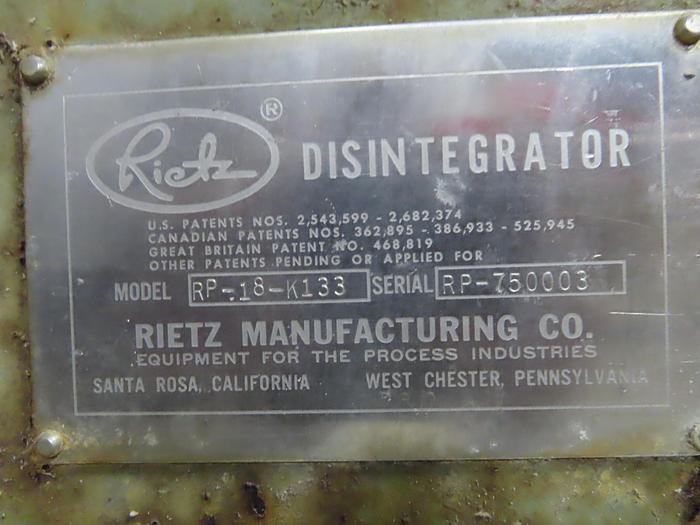 Rietz ® DISINTEGRATOR
U.S. PATENTS NOS. 2,543,599 - 2,682,374
CANADIAN PATENTS NOS. 362,895 - 386,933 - 525,945
GREAT BRITAIN PATENT NO. 468,819
OTHER PATENTS PENDING OR APPLIED FOR
MODEL RP-18-K133 SERIAL RP-750003
RIETZ MANUFACTURING CO.
EQUIPMENT FOR THE PROCESS INDUSTRIES
SANTA ROSA, CALIFORNIA WEST CHESTER, PENNSYLVANIA